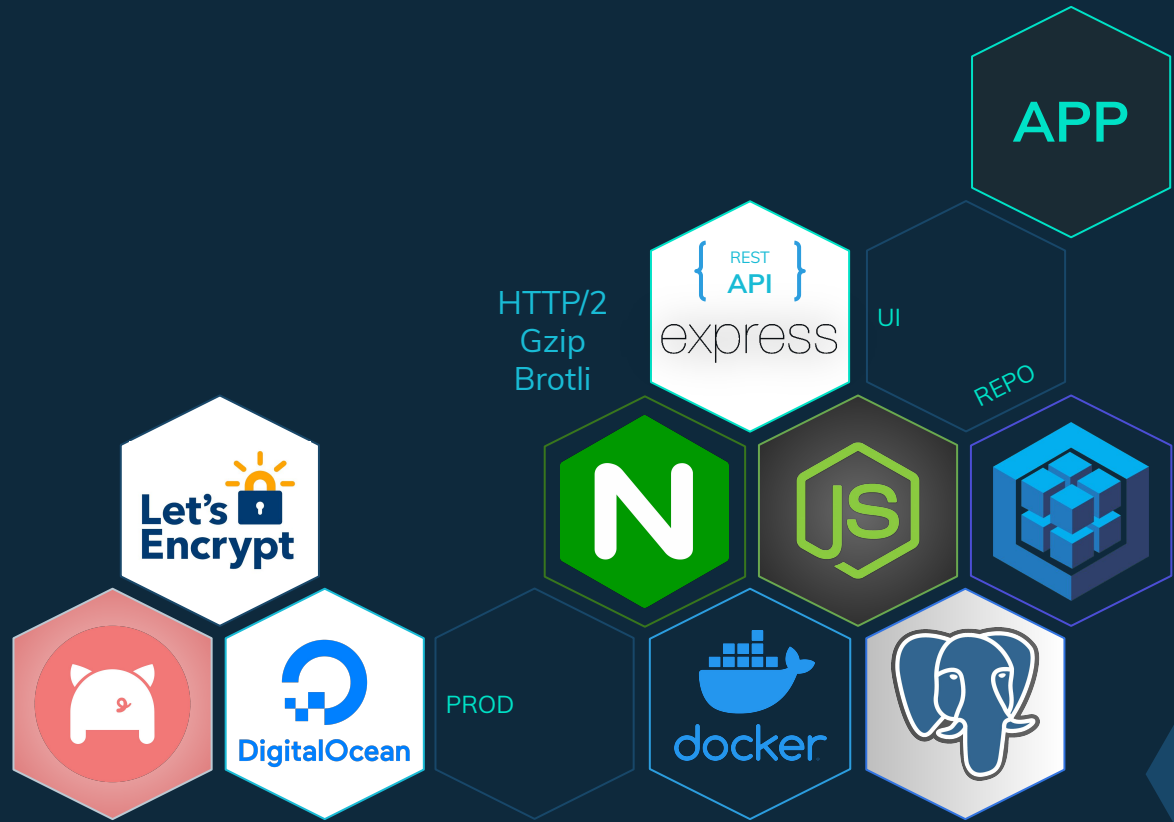 APP
REST
API
express
HTTP/2
Gzip
Brotli
UI
REPO
Let's
Encrypt
N
JS
DigitalOcean
PROD
docker